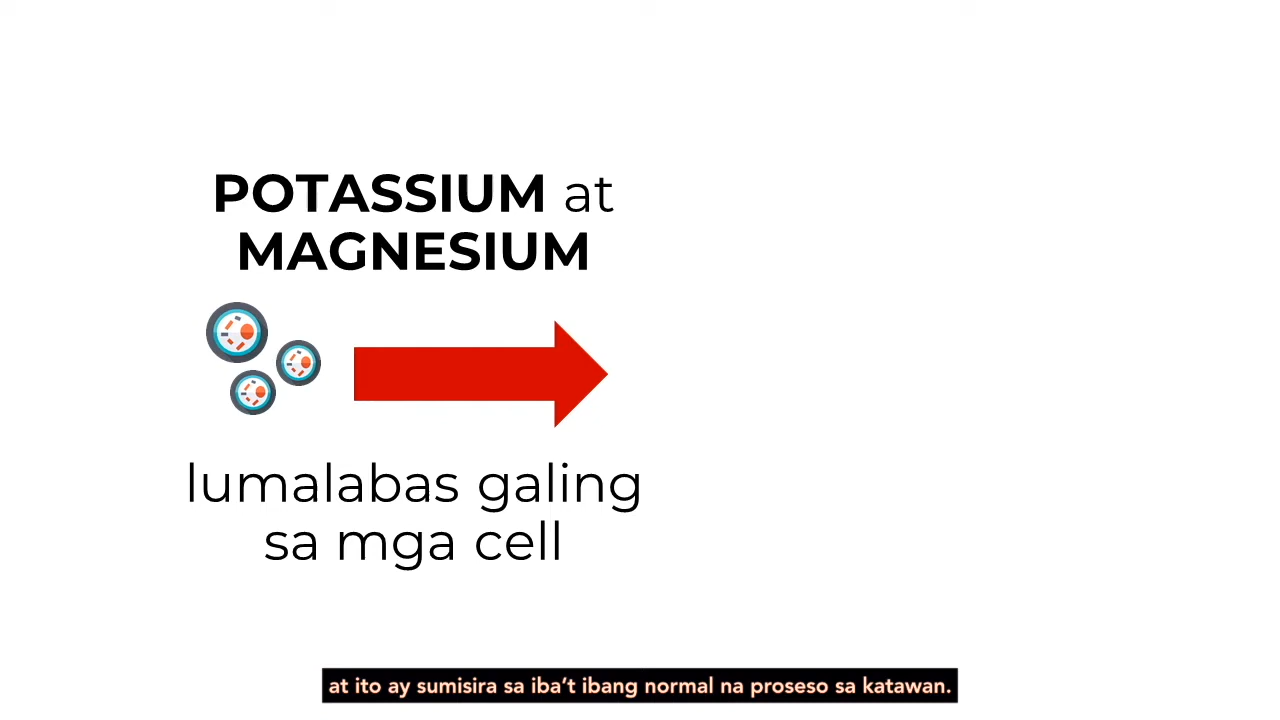 POTASSIUM at
MAGNESIUM
lumalabas galing
sa mga cell
at ito ay sumisira sa iba’t ibang normal na proseso sa katawan.